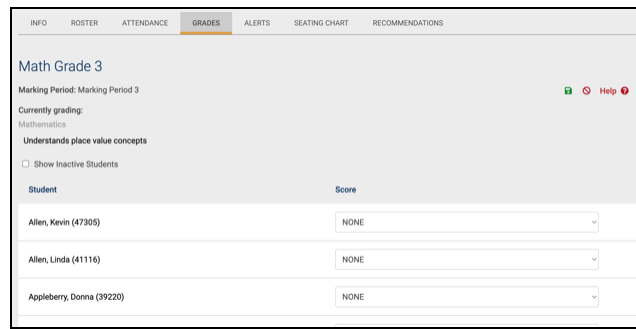 INFO ROSTER ATTENDANCE GRADES ALERTS SEATING CHART RECOMMENDATIONS
Math Grade 3
Marking Period: Marking Period 3 Help ?
Currently grading:
Mathematics
Understands place value concepts
Show Inactive Students
Student Score
Allen, Kevin (47305) NONE
Allen, Linda (41116) NONE
Appleberry, Donna (39220) NONE